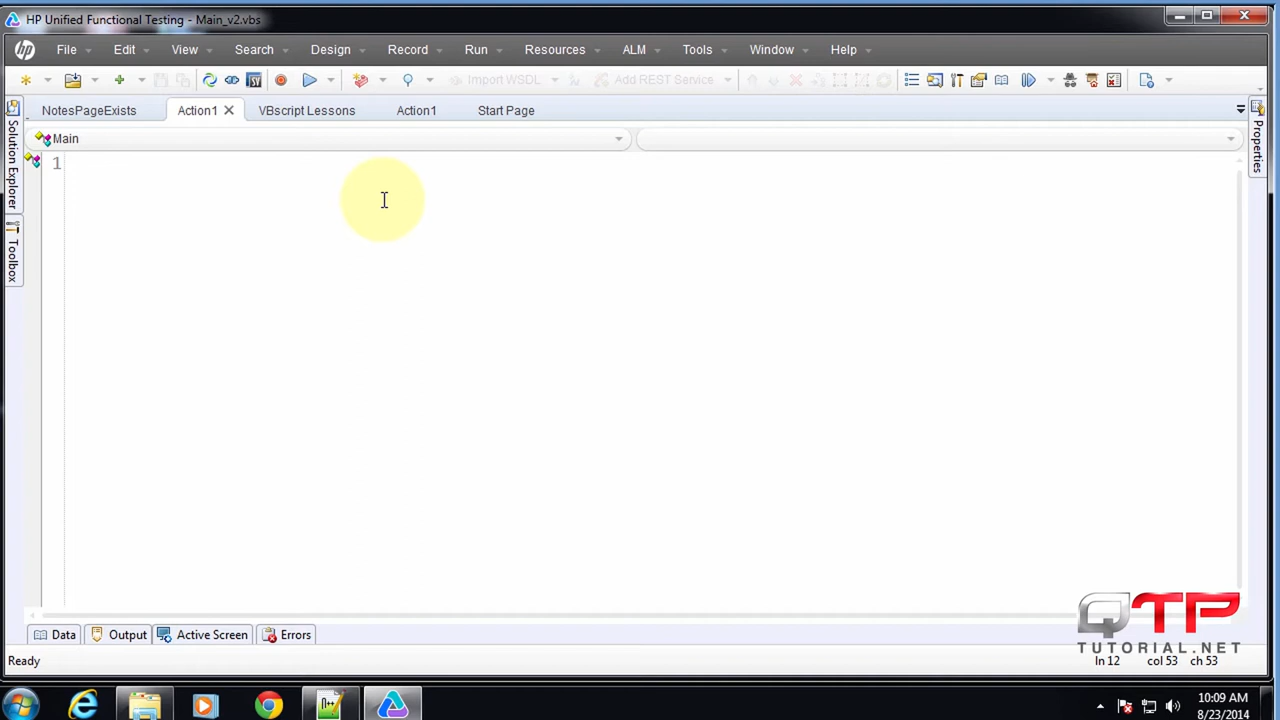 HP Unified Functional Testing - Main_v2.vbs
File Edit View Search Design Record Run Resources ALM Tools Window Help
Import WSDL Add REST Service
NotesPageExists Action1 VBscript Lessons Action1 Start Page
Main
1
Solution Explorer
Toolbox
Properties
Data Output Active Screen Errors
QTP
TUTORIAL.NET
Ready ln 12 col 53 ch 53
10:09 AM
8/23/2014